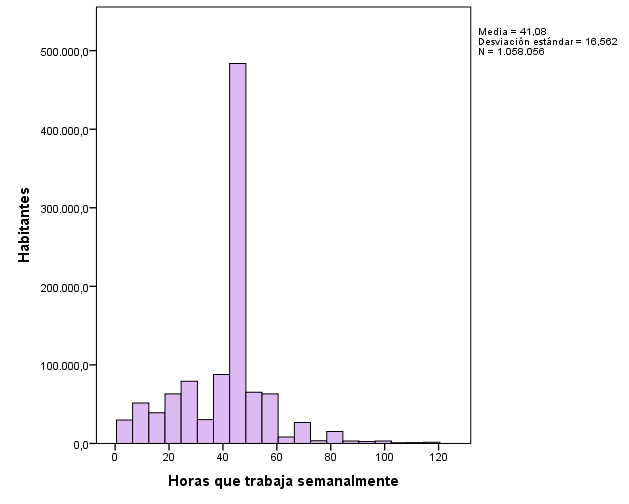 Media = 41,08
Desviación estándar = 16,562
N = 1.058.056
500.000,0
400.000,0
300.000,0
200.000,0
100.000,0
0,0
Habitantes
0 20 40 60 80 100 120
Horas que trabaja semanalmente